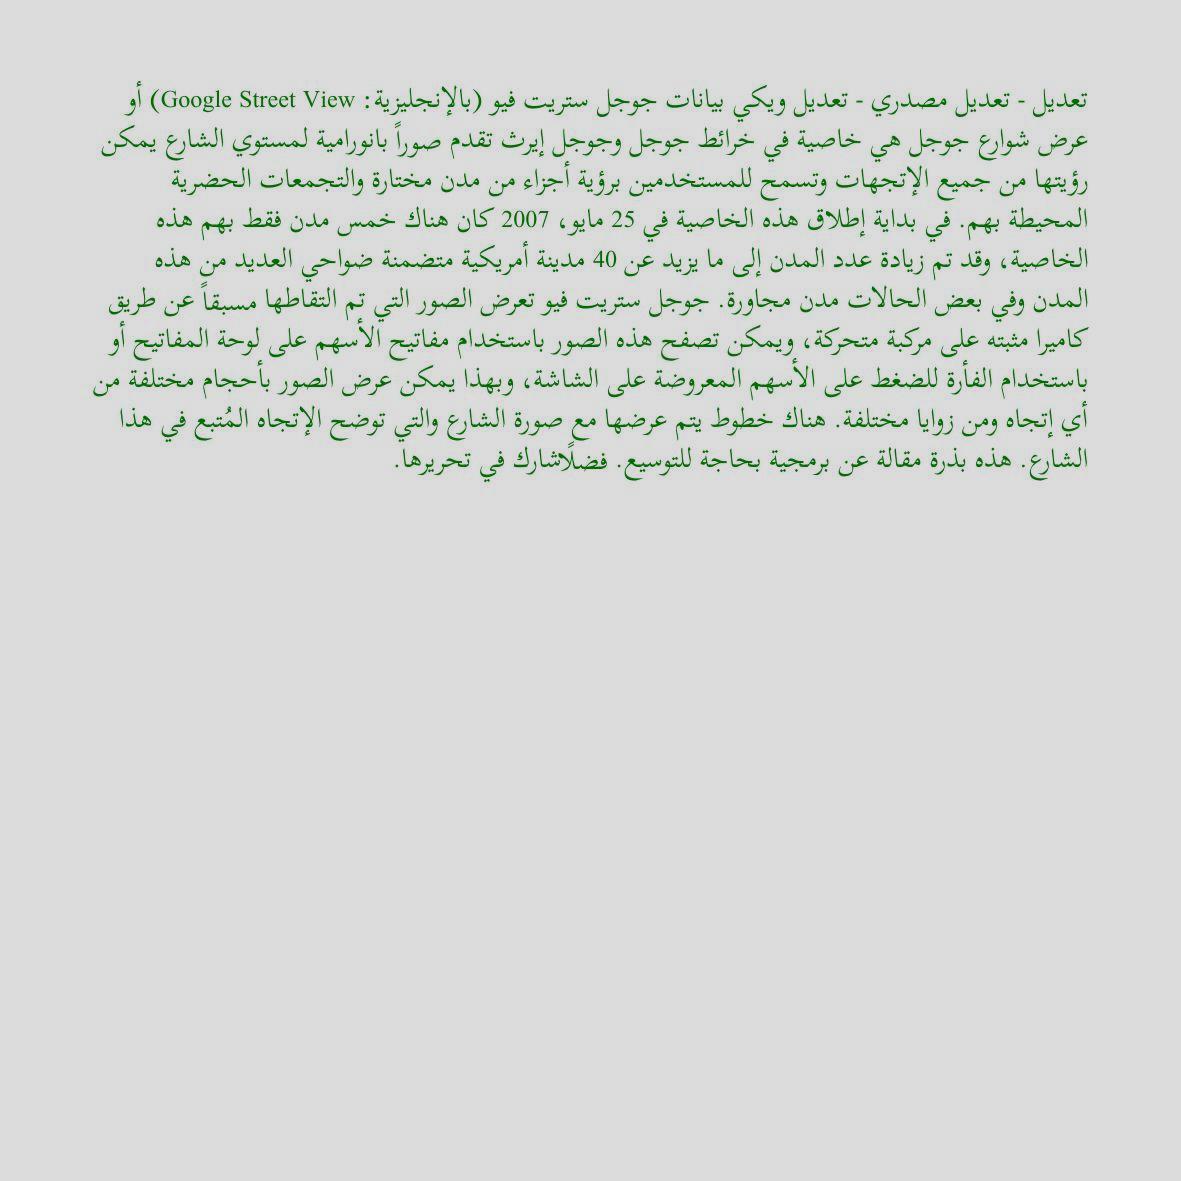 تعديل - تعديل مصدري - تعديل ويكي بيانات جوجل ستريت فيو (بالإنجليزية: Google Street View) أو
عرض شوارع جوجل هي خاصية في خرائط جوجل وجوجل إيرث تقدم صوراً بانورامية لمستوي الشارع يمكن
رؤيتها من جميع الإتجهات وتسمح للمستخدمين برؤية أجزاء من مدن مختارة والتجمعات الحضرية
المحيطة بهم. في بداية إطلاق هذه الخاصية في 25 مايو، 2007 كان هناك خمس مدن فقط بهم هذه
الخاصية، وقد تم زيادة عدد المدن إلى ما يزيد عن 40 مدينة أمريكية متضمنة ضواحي العديد من هذه
المدن وفي بعض الحالات مدن مجاورة. جوجل ستريت فيو تعرض الصور التي تم التقاطها مسبقاً عن طريق
كاميرا مثبته على مركبة متحركة، ويمكن تصفح هذه الصور باستخدام مفاتيح الأسهم على لوحة المفاتيح أو
باستخدام الفأرة للضغط على الأسهم المعروضة على الشاشة، وبهذا يمكن عرض الصور بأحجام مختلفة من
أي إتجاه ومن زوايا مختلفة. هناك خطوط يتم عرضها مع صورة الشارع والتي توضح الإتجاه المُتبع في هذا
الشارع. هذه بذرة مقالة عن برمجية بحاجة للتوسيع. فضلًاشارك في تحريرها.